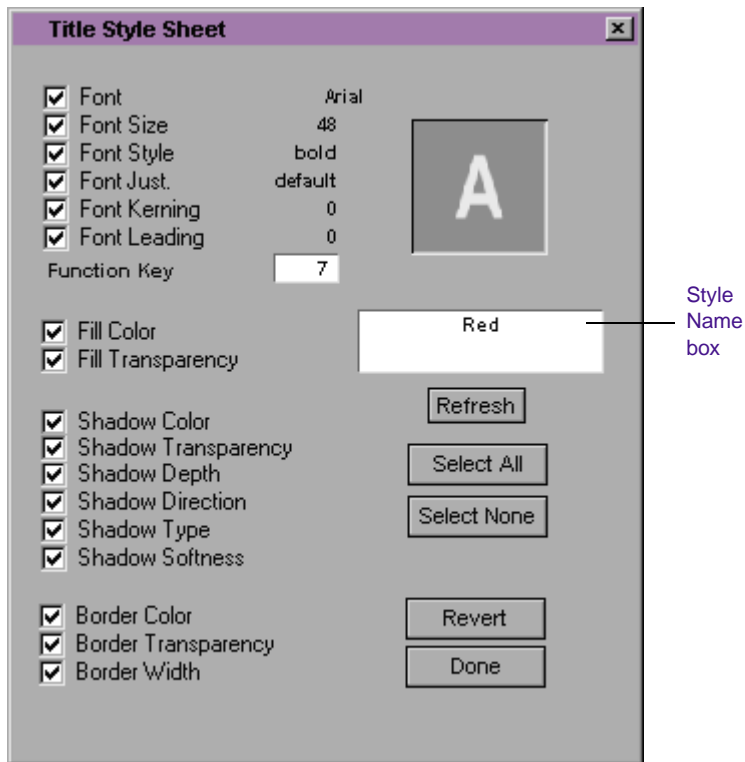 Title Style Sheet
Font Arial
Font Size 48
Font Style bold
Font Just. default
Font Kerning 0
Font Leading 0
Function Key 7
A
Fill Color
Fill Transparency
Red
Style
Name
box
Shadow Color
Shadow Transparency
Shadow Depth
Shadow Direction
Shadow Type
Shadow Softness
Refresh
Select All
Select None
Border Color
Border Transparency
Border Width
Revert
Done